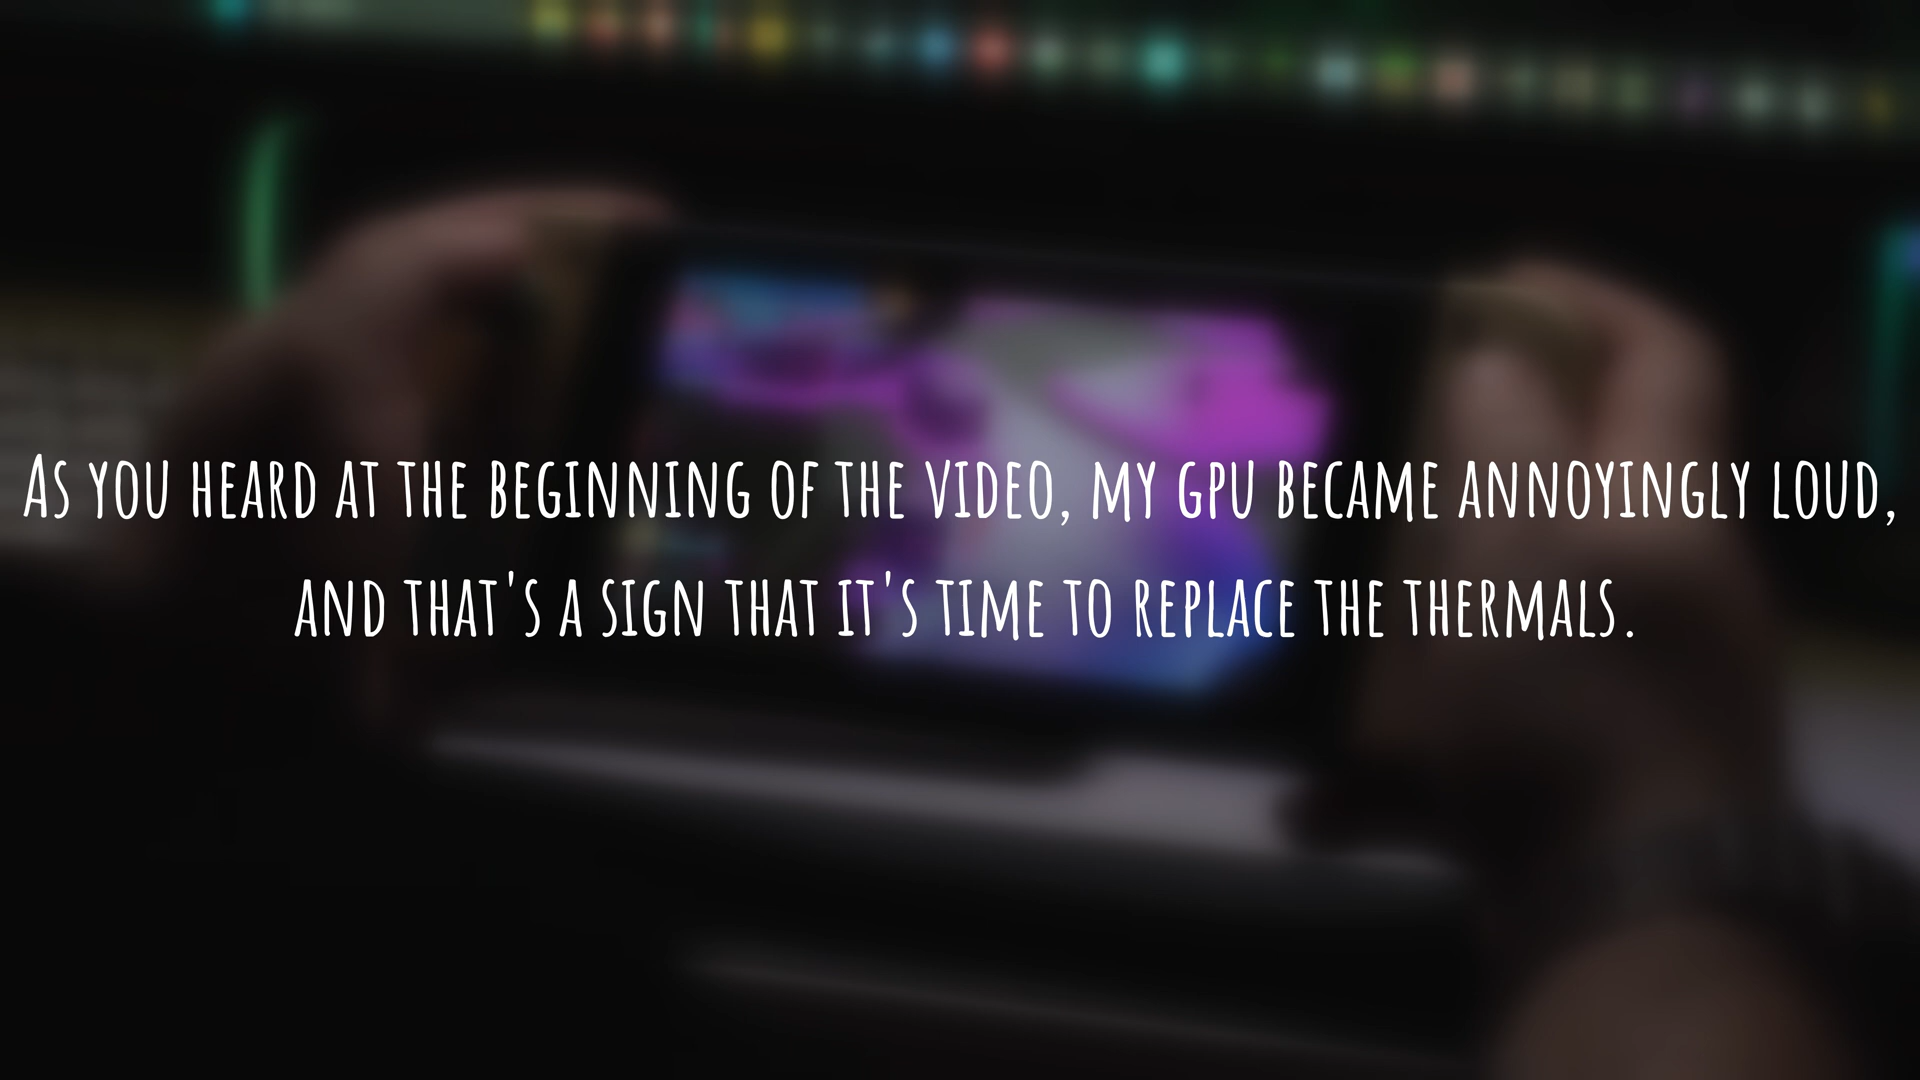 As you heard at the beginning of the video, my gpu became annoyingly loud,
and that's a sign that it's time to replace the thermals.